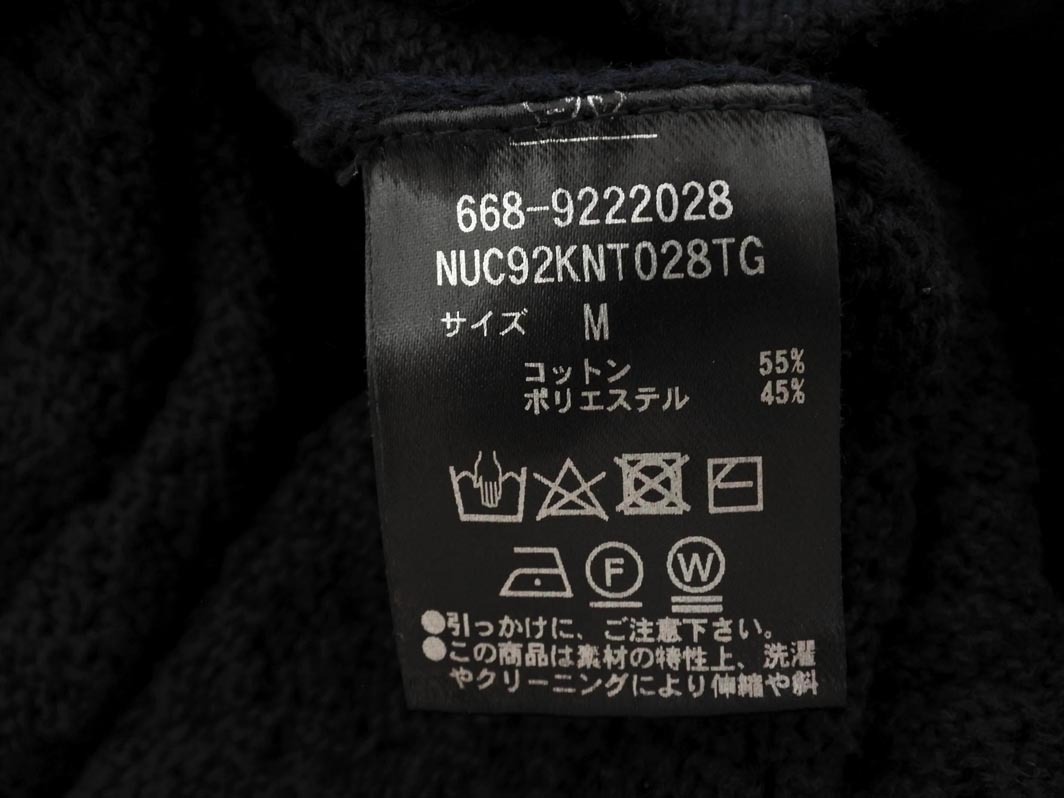 668-9222028
NUC92KNT028TG
サイズ M
コットン 55%
ポリエステル 45%
F W
●引っかけに、ご注意下さい。
●この商品は素材の特性上、洗濯
やクリーニングにより伸縮や斜